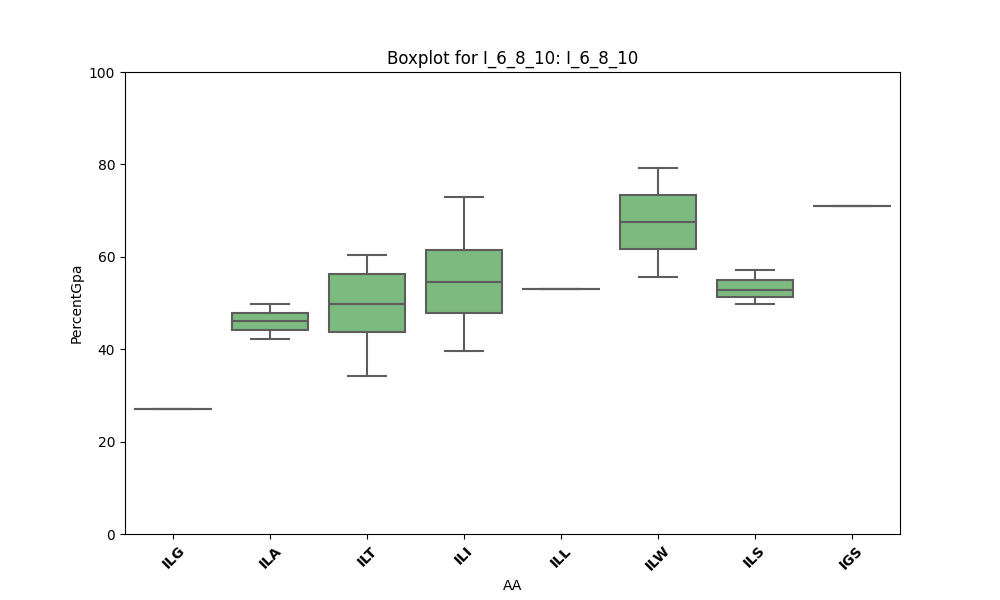 Boxplot for I_6_8_10: I_6_8_10
PercentGpa
100
80
60
40
20
0
ILG
ILA
ILT
ILI
ILL
ILW
ILS
IGS
AA